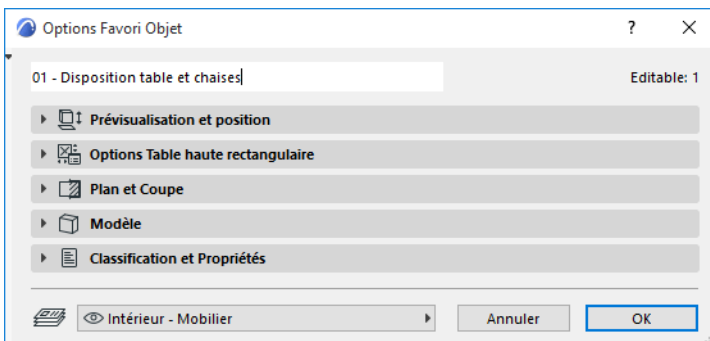 Options Favori Objet
?
01 - Disposition table et chaises
Editable: 1
Prévisualisation et position
Options Table haute rectangulaire
Plan et Coupe
Modèle
Classification et Propriétés
Intérieur - Mobilier
Annuler
OK